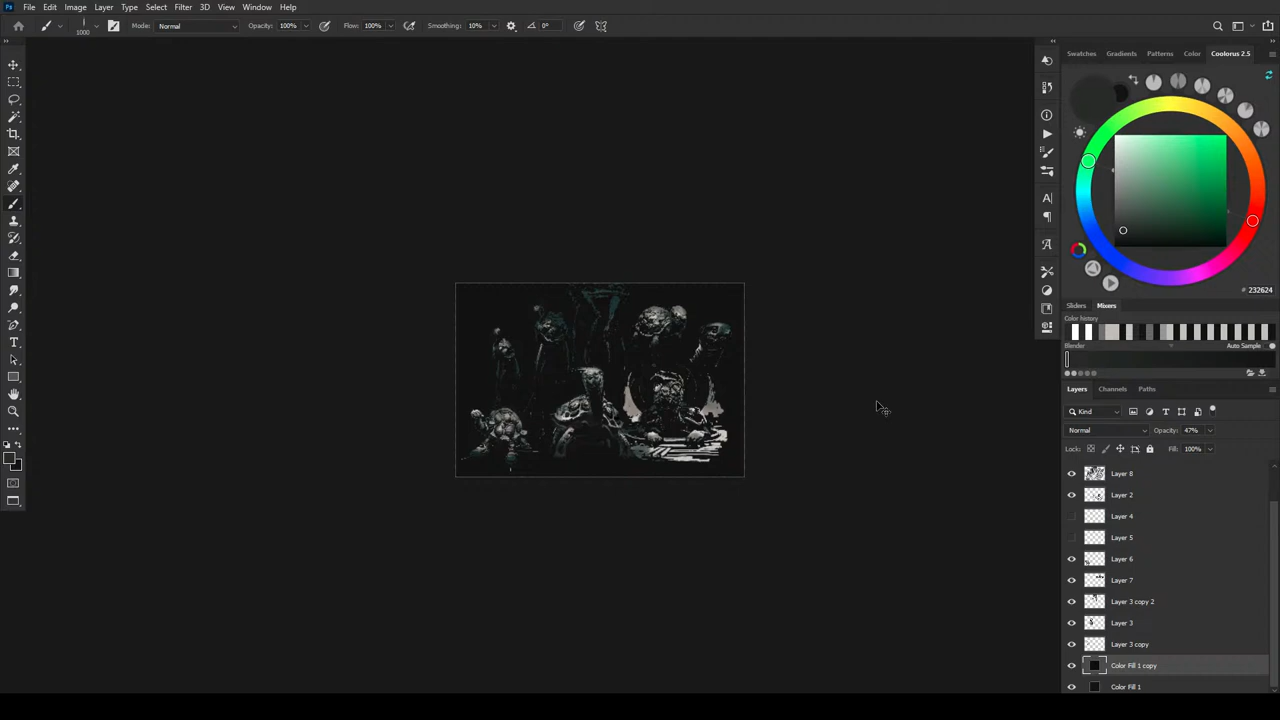 Ps File Edit Image Layer Type Select Filter 3D View Window Help
1000 Mode: Normal Opacity: 100% Flow: 100% Smoothing: 10% 0°
Swatches Gradients Patterns Color Coolorus 2.5
# 232624
Sliders Mixers
Color history
Blender Auto Sample
Layers Channels Paths
Kind
Normal Opacity: 47%
Lock: Fill: 100%
Layer 8
Layer 2
Layer 4
Layer 5
Layer 6
Layer 7
Layer 3 copy 2
Layer 3
Layer 3 copy
Color Fill 1 copy
Color Fill 1